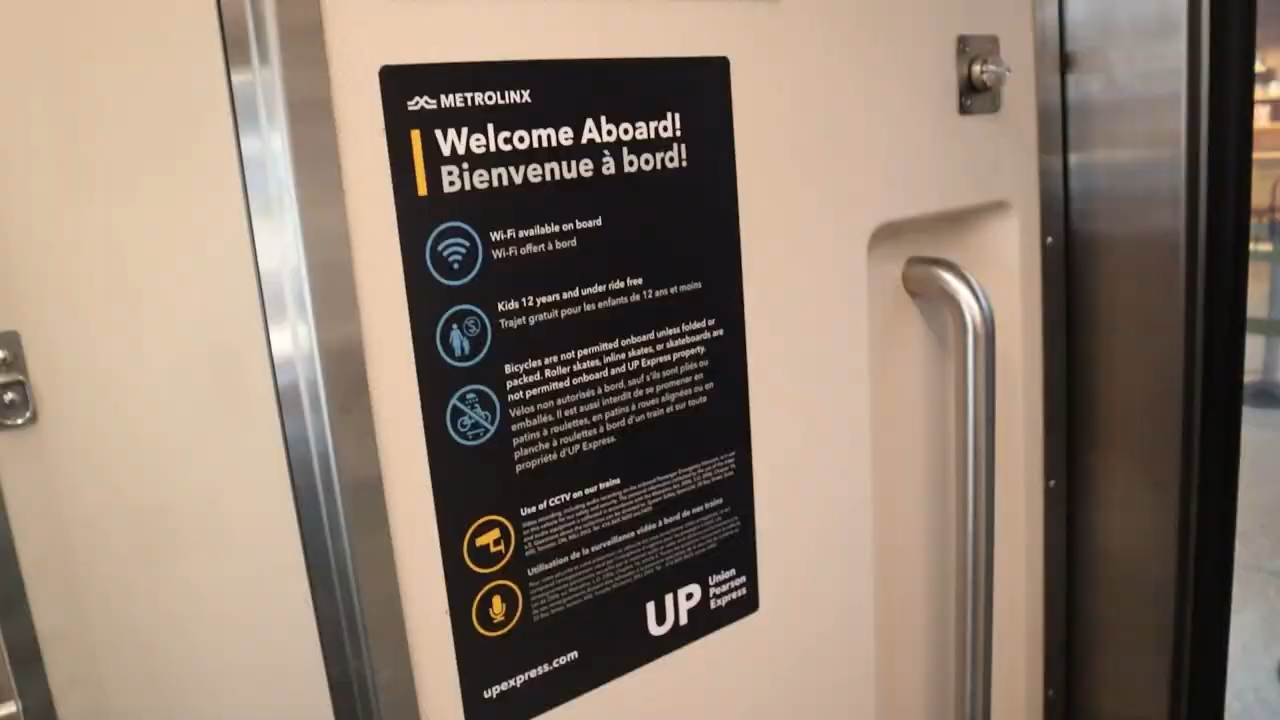 METROLINX
Welcome Aboard!
Bienvenue à bord!
Wi-Fi available on board
Wi-Fi offert à bord
Kids 12 years and under ride free
Trajet gratuit pour les enfants de 12 ans et moins
Bicycles are not permitted onboard unless folded or
packed. Roller skates, inline skates, or skateboards are
not permitted onboard and UP Express property.
Vélos non autorisés à bord, sauf s'ils sont pliés ou
emballés. Il est aussi interdit de se promener en
patins à roulettes, en patins à roues alignées ou en
planche à roulettes à bord d'un train et sur toute
propriété d'UP Express.
Use of CCTV on our trains
Utilisation de la surveillance vidéo à bord de nos trains
UP Union
Pearson
Express
upexpress.com